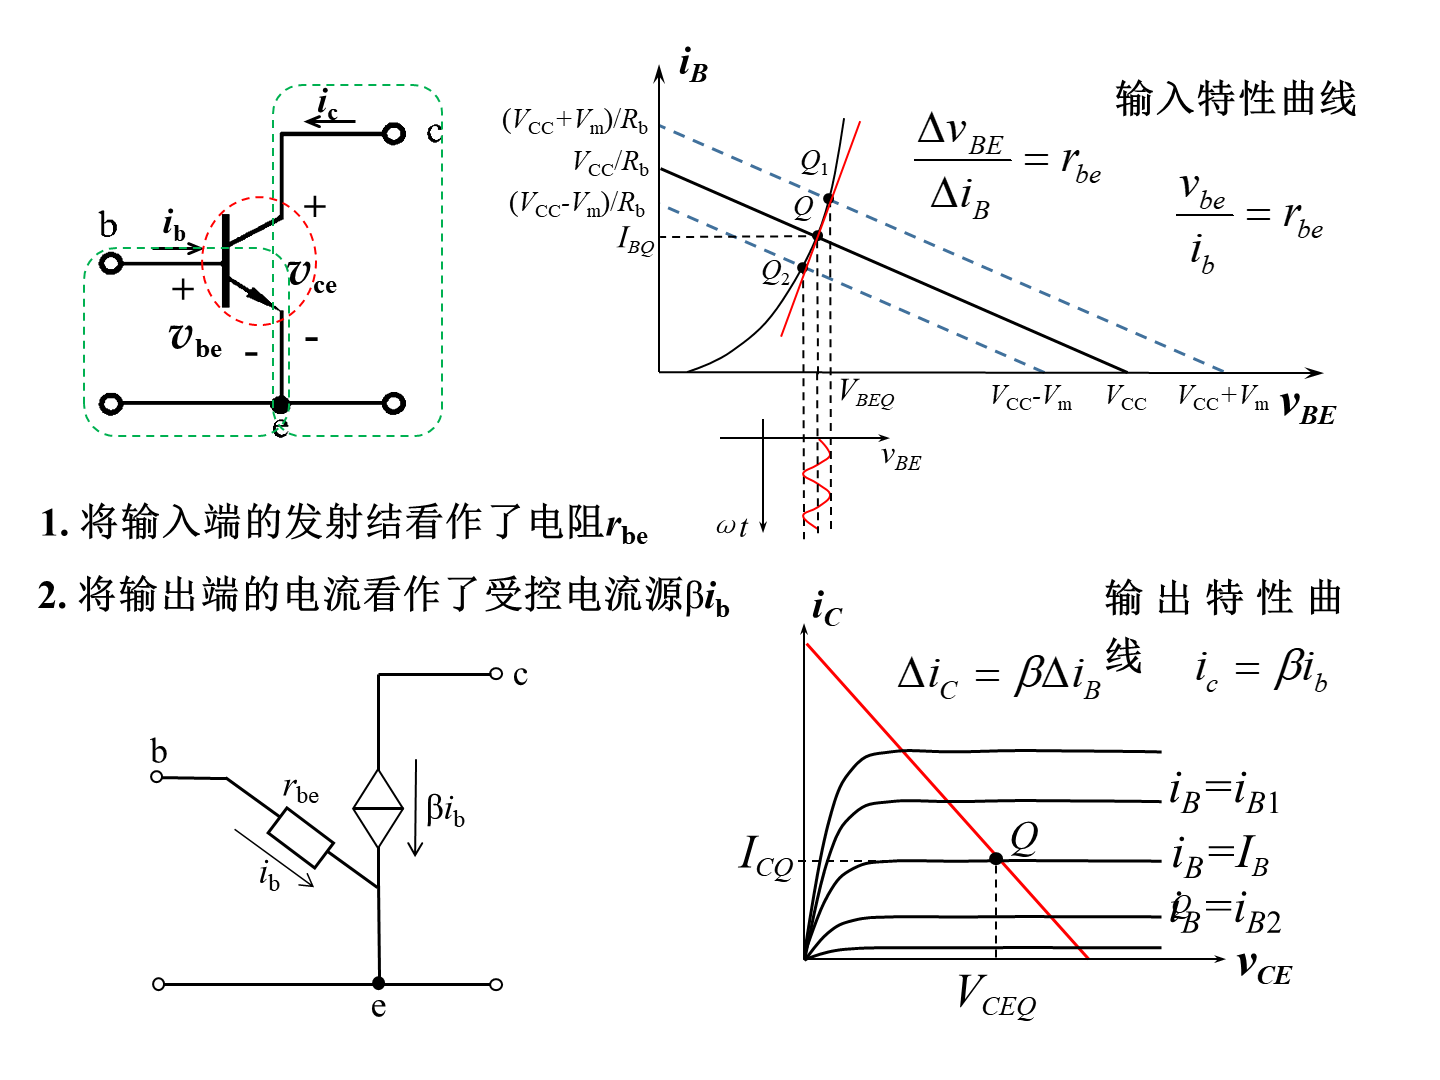 i_c
c
b
i_b
+
+
v_ce
v_be
-
-
e
i_B
输入特性曲线
(V_CC+V_m)/R_b
V_CC/R_b
(V_CC-V_m)/R_b
I_BQ
Q_1
Q
Q_2
Δv_BE/Δi_B = r_be
v_be/i_b = r_be
V_BEQ
V_CC-V_m
V_CC
V_CC+V_m
v_BE
v_BE
ωt
1. 将输入端的发射结看作了电阻r_be
2. 将输出端的电流看作了受控电流源βi_b
c
b
r_be
βi_b
i_b
e
i_C
输出特性曲
线
Δi_C = βΔi_B
i_c = βi_b
i_B=i_B1
Q
I_CQ
i_B=I_B
Q
i_B=i_B2
v_CE
V_CEQ